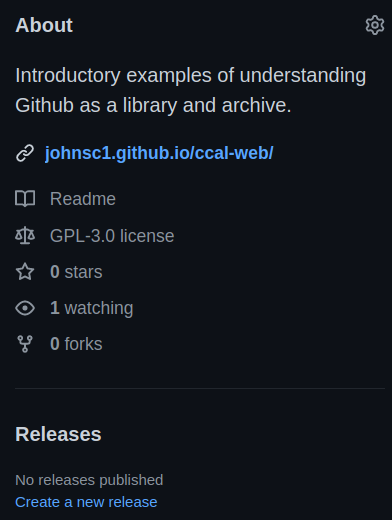 About
Introductory examples of understanding
Github as a library and archive.
johnsc1.github.io/ccal-web/
Readme
GPL-3.0 license
0 stars
1 watching
0 forks
Releases
No releases published
Create a new release